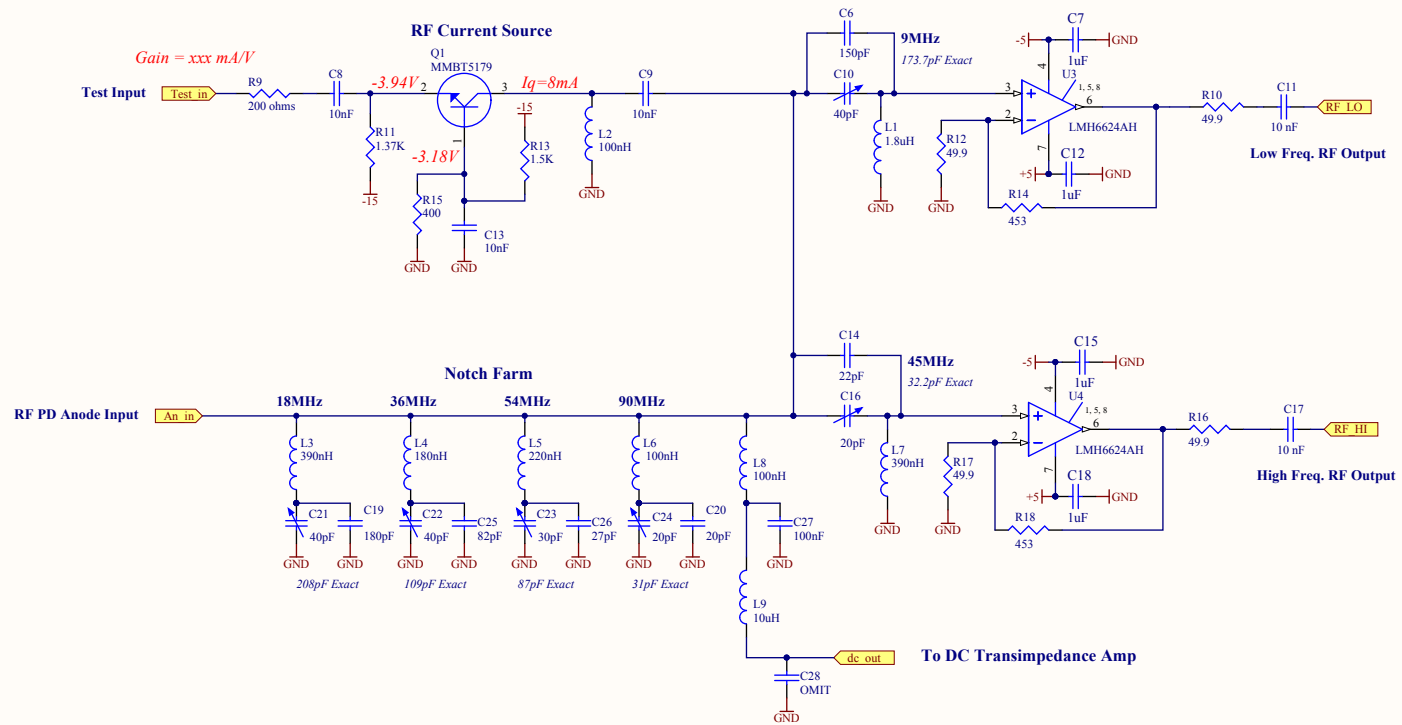 RF Current Source
Gain = xxx mA/V
Test Input
Test_in
R9
200 ohms
C8
10nF
-3.94V
2
Q1
MMBT5179
3
Iq=8mA
1
-3.18V
R11
1.37K
-15
R15
400
GND
C13
10nF
GND
-15
R13
1.5K
L2
100nH
GND
C9
10nF
C6
150pF
C10
40pF
9MHz
173.7pF Exact
L1
1.8uH
GND
R12
49.9
GND
-5
C7
1uF
GND
4
U3
1, 5, 8
3
2
6
LMH6624AH
7
+5
C12
1uF
GND
R14
453
R10
49.9
C11
10 nF
RF_LO
Low Freq. RF Output
Notch Farm
RF PD Anode Input
An_in
18MHz
36MHz
54MHz
90MHz
L3
390nH
L4
180nH
L5
220nH
L6
100nH
L8
100nH
C21
40pF
C19
180pF
C22
40pF
C25
82pF
C23
30pF
C26
27pF
C24
20pF
C20
20pF
C27
100nF
GND
GND
GND
GND
GND
GND
GND
GND
GND
208pF Exact
109pF Exact
87pF Exact
31pF Exact
L9
10uH
dc_out
To DC Transimpedance Amp
C28
OMIT
GND
C14
22pF
C16
20pF
45MHz
32.2pF Exact
L7
390nH
GND
R17
49.9
GND
-5
C15
1uF
GND
4
U4
1, 5, 8
3
2
6
LMH6624AH
7
+5
C18
1uF
GND
R18
453
R16
49.9
C17
10 nF
RF_HI
High Freq. RF Output